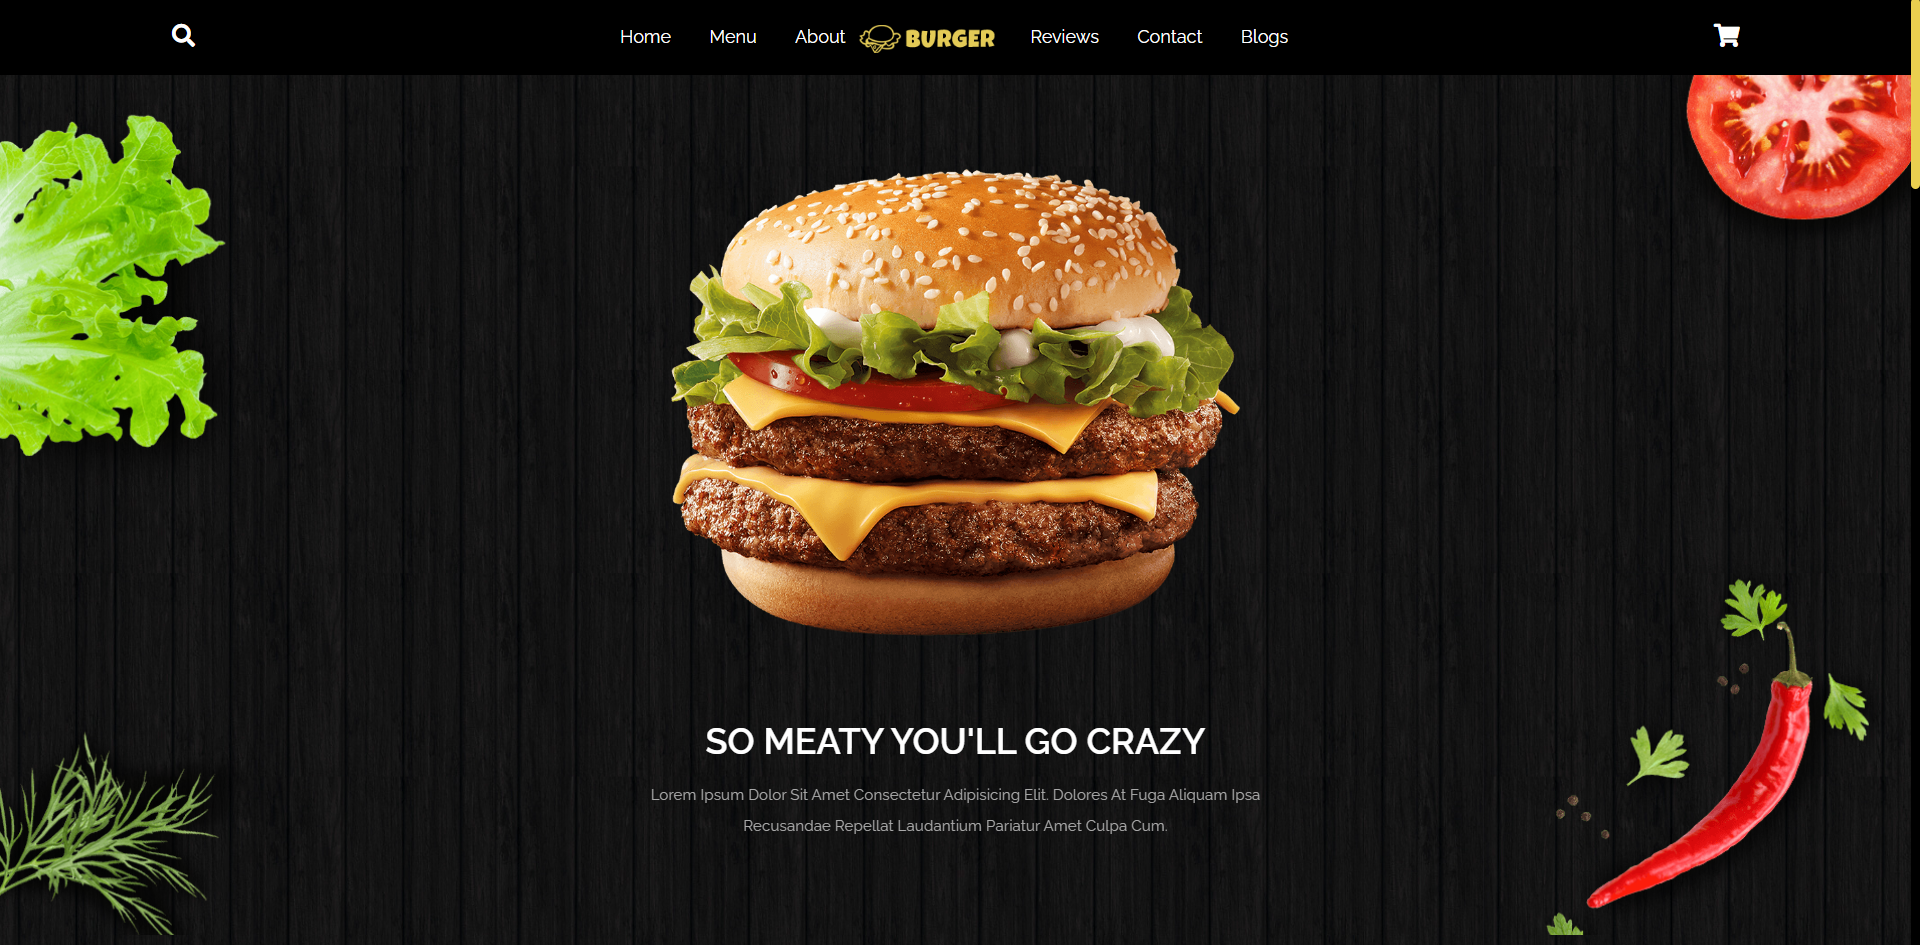 Home Menu About BURGER Reviews Contact Blogs
SO MEATY YOU'LL GO CRAZY
Lorem Ipsum Dolor Sit Amet Consectetur Adipisicing Elit. Dolores At Fuga Aliquam Ipsa
Recusandae Repellat Laudantium Pariatur Amet Culpa Cum.